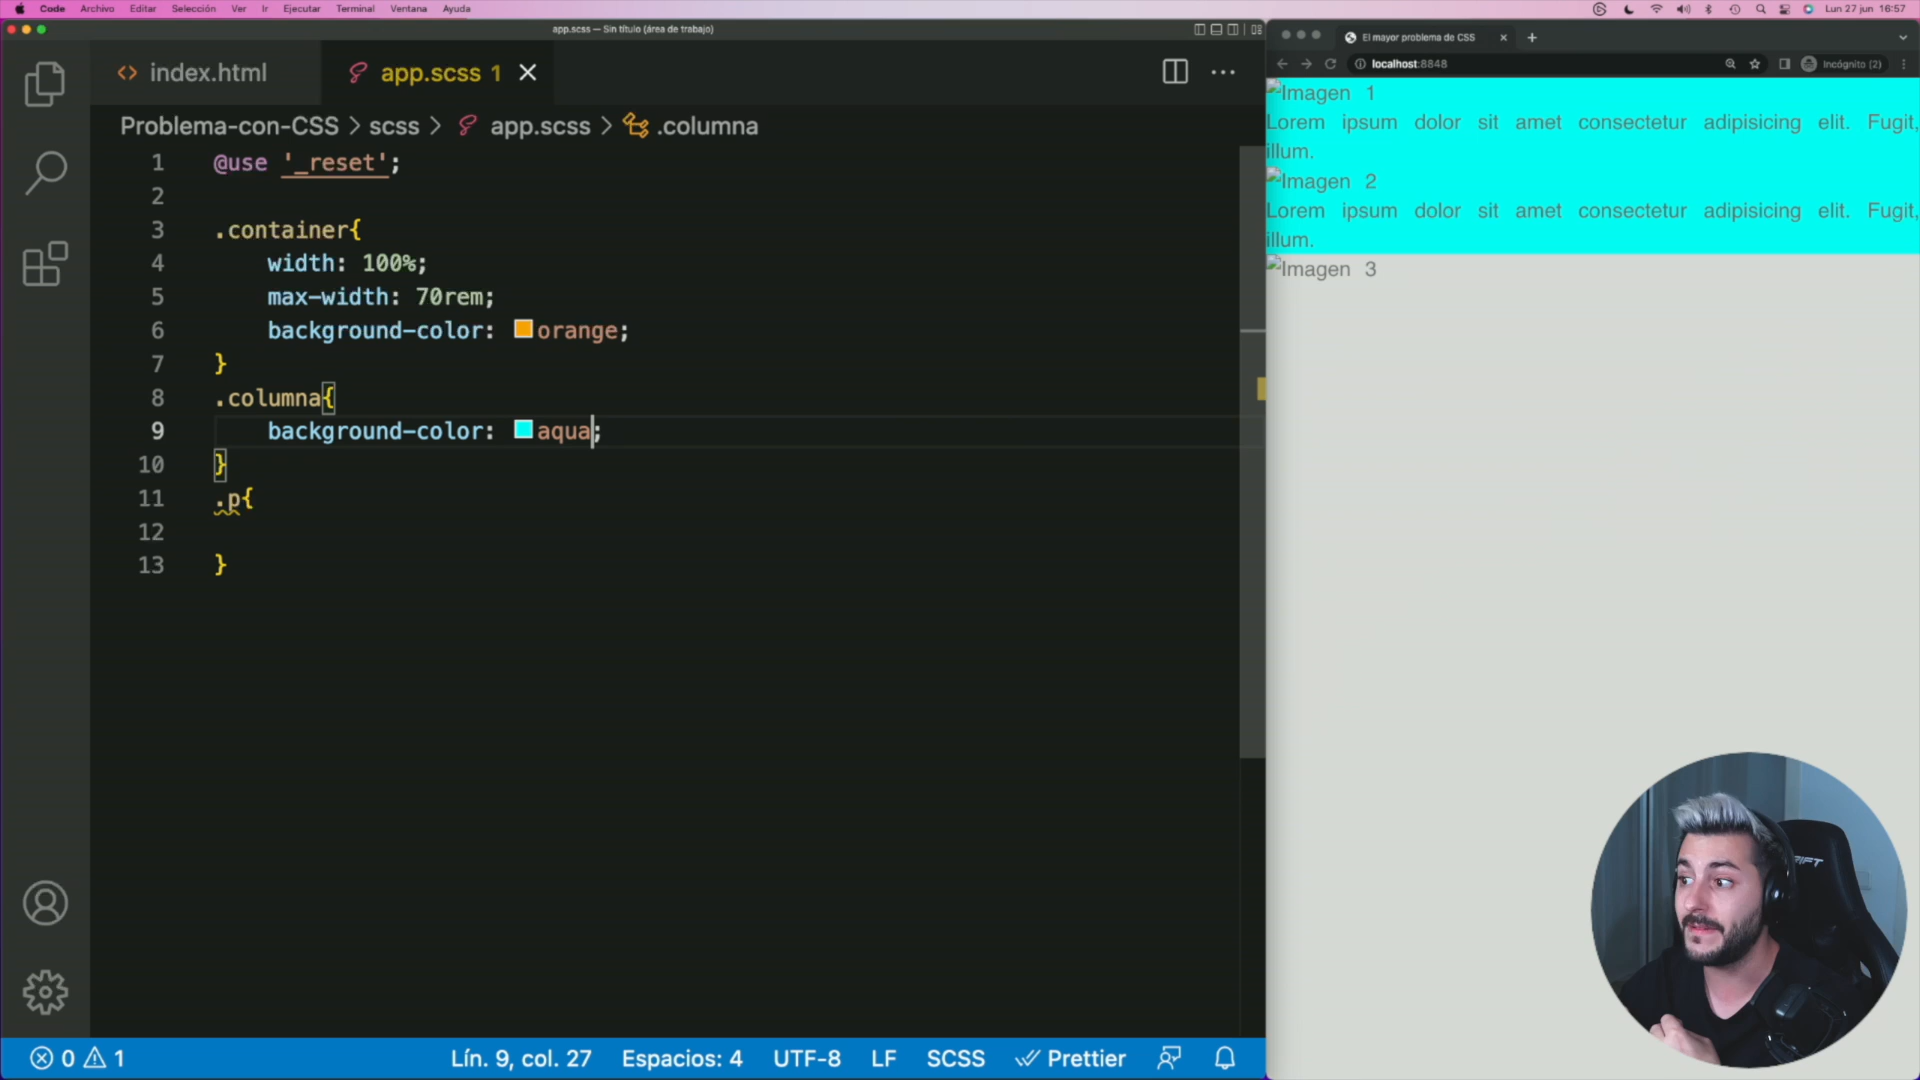 Code Archivo Editar Selección Ver Ir Ejecutar Terminal Ventana Ayuda
Lun 27 jun 16:57
app.scss — Sin título (área de trabajo)
index.html
app.scss 1
Problema-con-CSS > scss > app.scss > .columna
1 @use '_reset';
2
3 .container{
4 width: 100%;
5 max-width: 70rem;
6 background-color: orange;
7 }
8 .columna{
9 background-color: aqua;
10 }
11 .p{
12
13 }
0 1
Lín. 9, col. 27 Espacios: 4 UTF-8 LF SCSS Prettier
El mayor problema de CSS
localhost:8848
Incógnito (2)
Imagen 1
Lorem ipsum dolor sit amet consectetur adipisicing elit. Fugit,
illum.
Imagen 2
Lorem ipsum dolor sit amet consectetur adipisicing elit. Fugit,
illum.
Imagen 3